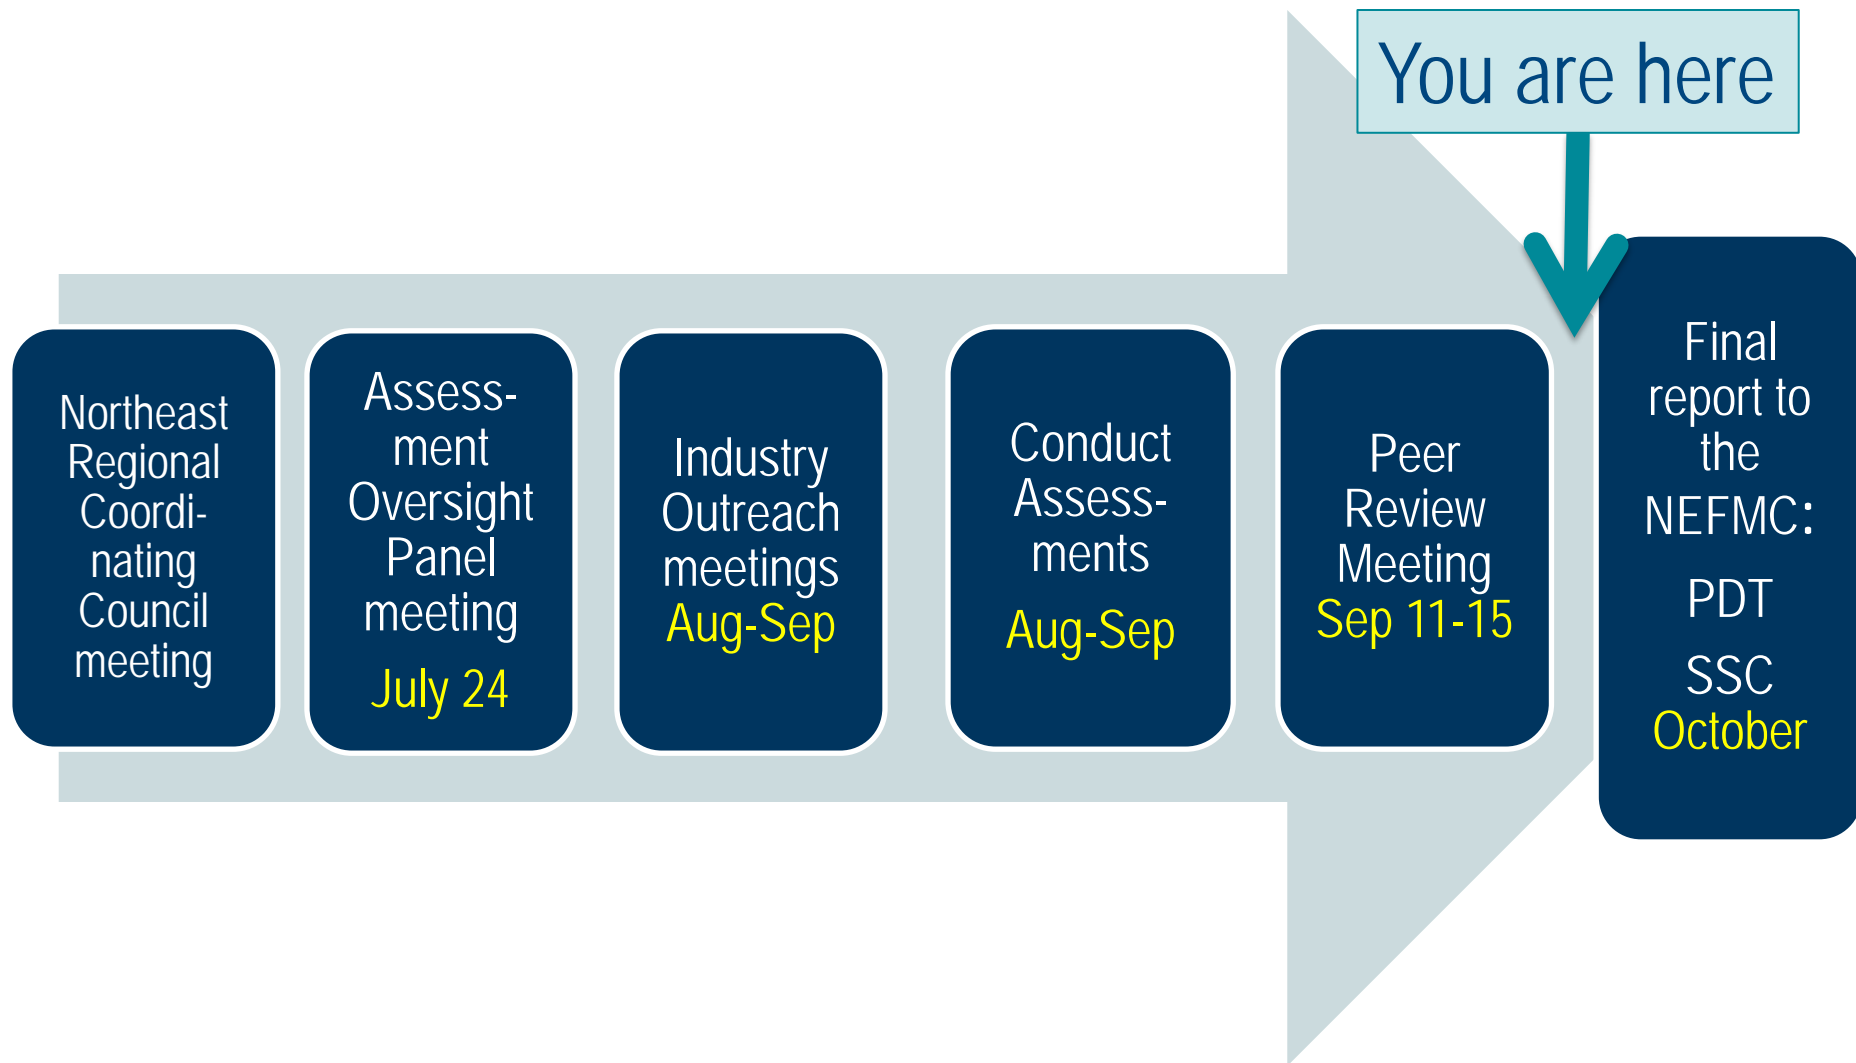 You are here
Northeast
Regional
Coordi-
nating
Council
meeting
Assess-
ment
Oversight
Panel
meeting
July 24
Industry
Outreach
meetings
Aug-Sep
Conduct
Assess-
ments
Aug-Sep
Peer
Review
Meeting
Sep 11-15
Final
report to
the
NEFMC:
PDT
SSC
October